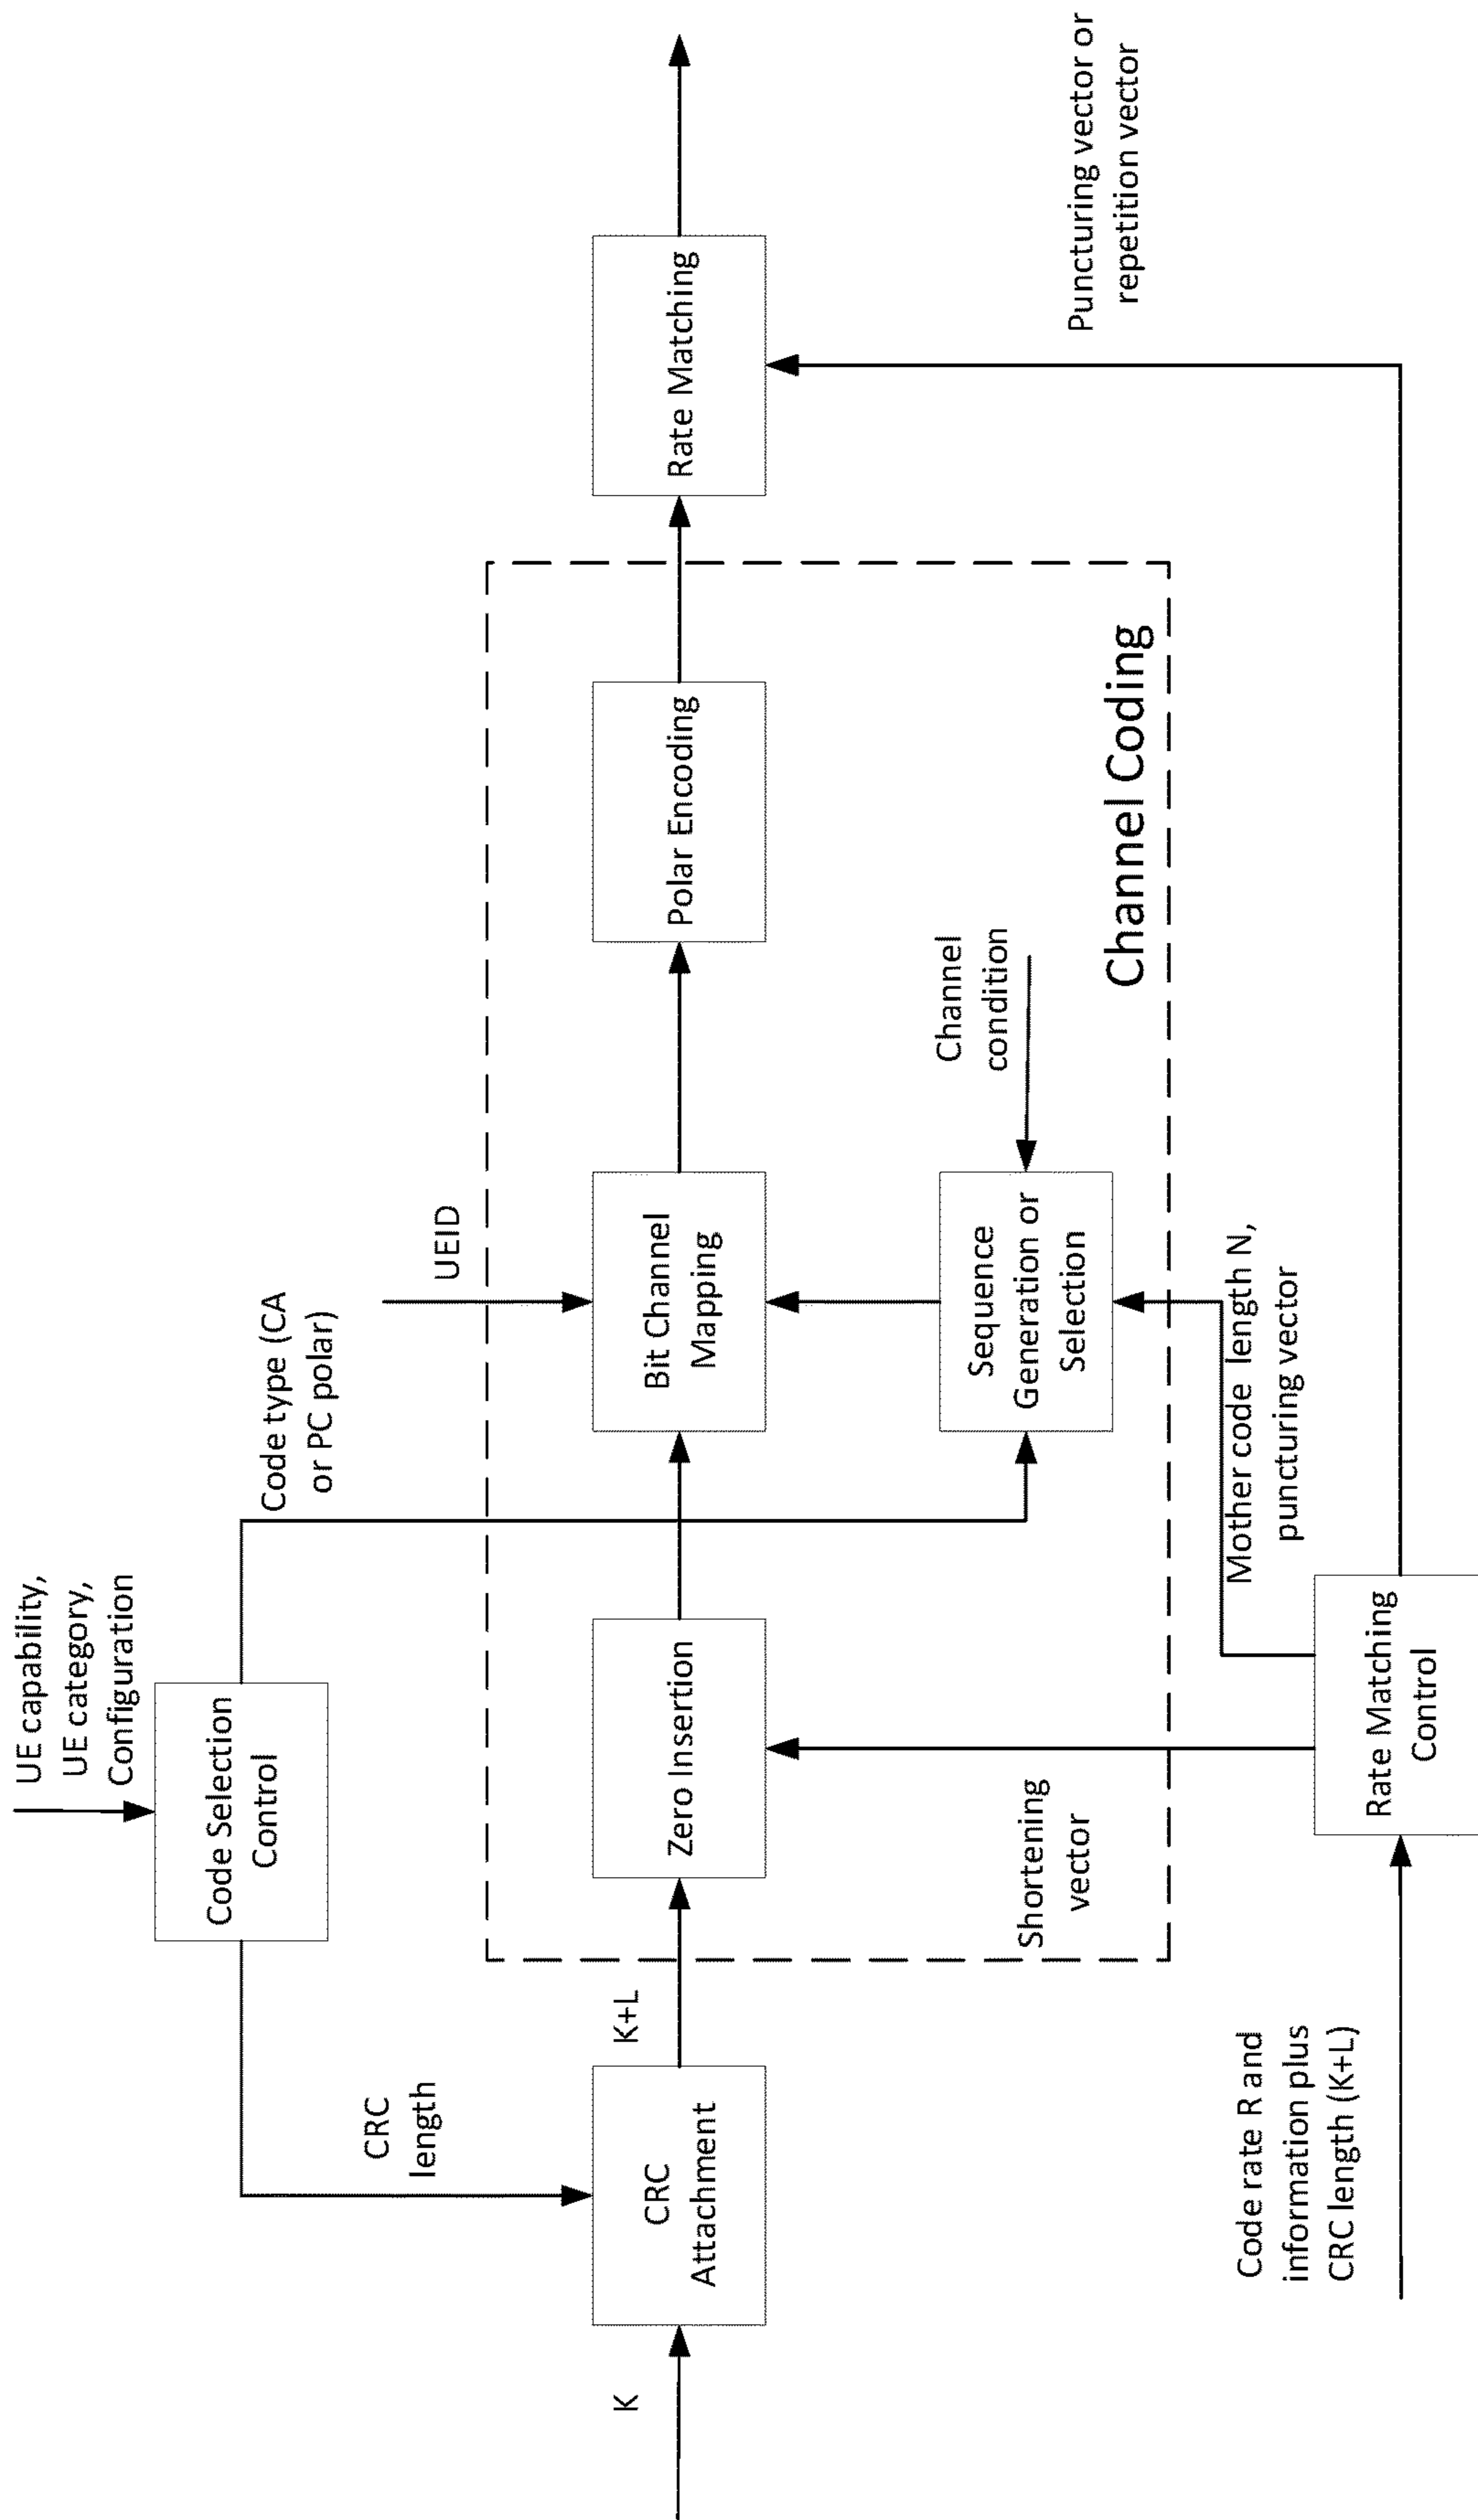 UE capability,
UE category,
Configuration
Code Selection
Control
Code type (CA
or PC polar)
CRC
length
UEID
K
CRC
Attachment
K+L
Zero Insertion
Bit Channel
Mapping
Polar Encoding
Rate Matching
Channel
condition
Sequence
Generation or
Selection
Shortening
vector
Channel Coding
Puncturing vector or
repetition vector
Mother code length N,
puncturing vector
Code rate R and
information plus
CRC length (K+L)
Rate Matching
Control